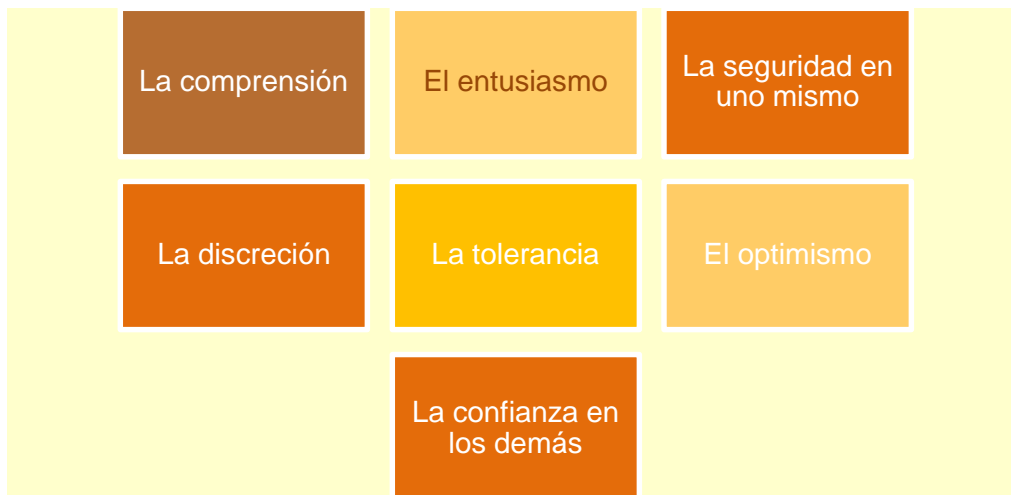 La comprensión
El entusiasmo
La seguridad en
uno mismo
La discreción
La tolerancia
El optimismo
La confianza en
los demás